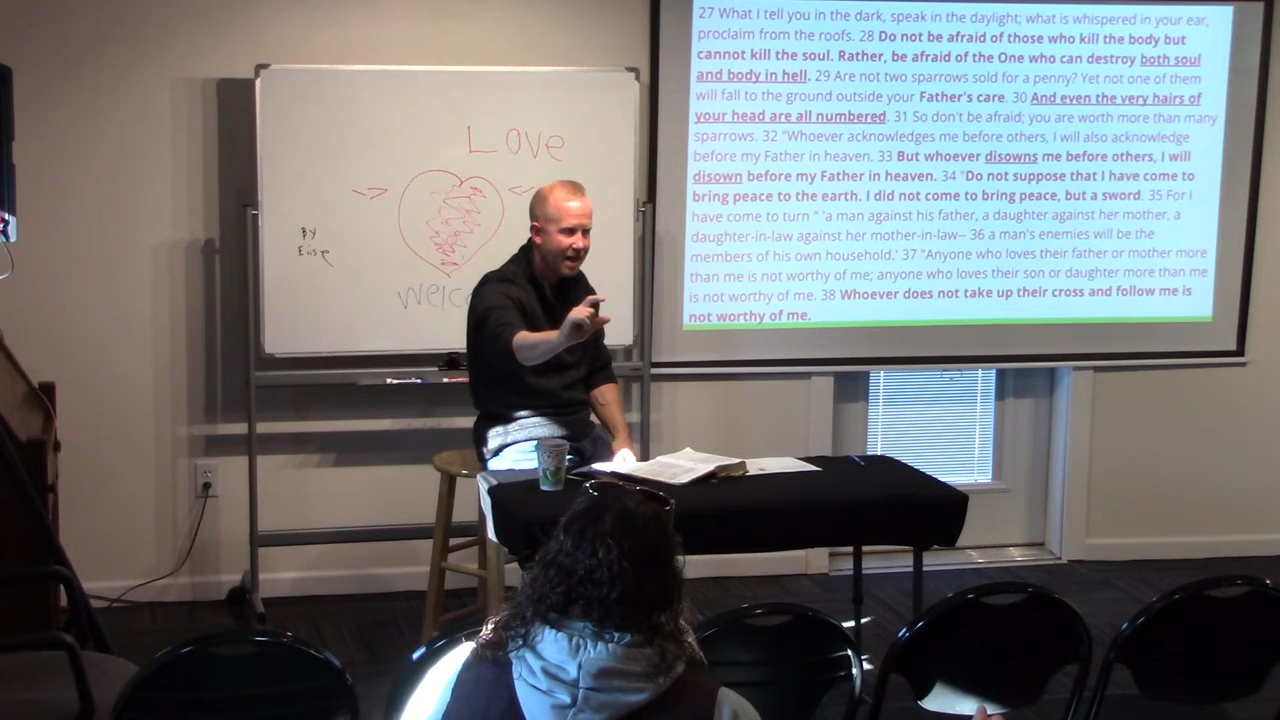 27 What I tell you in the dark, speak in the daylight; what is whispered in your ear,
proclaim from the roofs. 28 Do not be afraid of those who kill the body but
cannot kill the soul. Rather, be afraid of the One who can destroy both soul
and body in hell. 29 Are not two sparrows sold for a penny? Yet not one of them
will fall to the ground outside your Father's care. 30 And even the very hairs of
your head are all numbered. 31 So don't be afraid; you are worth more than many
sparrows. 32 "Whoever acknowledges me before others, I will also acknowledge
before my Father in heaven. 33 But whoever disowns me before others, I will
disown before my Father in heaven. 34 "Do not suppose that I have come to
bring peace to the earth. I did not come to bring peace, but a sword. 35 For I
have come to turn " 'a man against his father, a daughter against her mother, a
daughter-in-law against her mother-in-law-- 36 a man's enemies will be the
members of his own household.' 37 "Anyone who loves their father or mother more
than me is not worthy of me; anyone who loves their son or daughter more than me
is not worthy of me. 38 Whoever does not take up their cross and follow me is
not worthy of me.
Love
By
welc